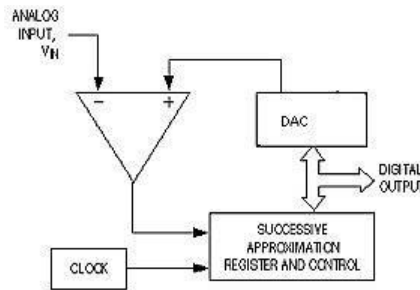 ANALOG
INPUT,
VIN
−
+
DAC
DIGITAL
OUTPUT
SUCCESSIVE
APPROXIMATION
REGISTER AND CONTROL
CLOCK